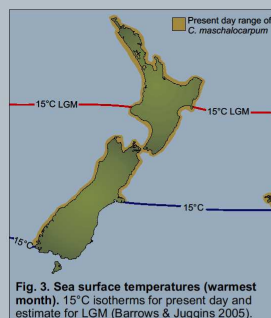 Present day range of
C. maschalocarpum
15°C LGM
15°C LGM
15°C
15°C
Fig. 3. Sea surface temperatures (warmest
month). 15°C isotherms for present day and
estimate for LGM (Barrows & Juggins 2005).